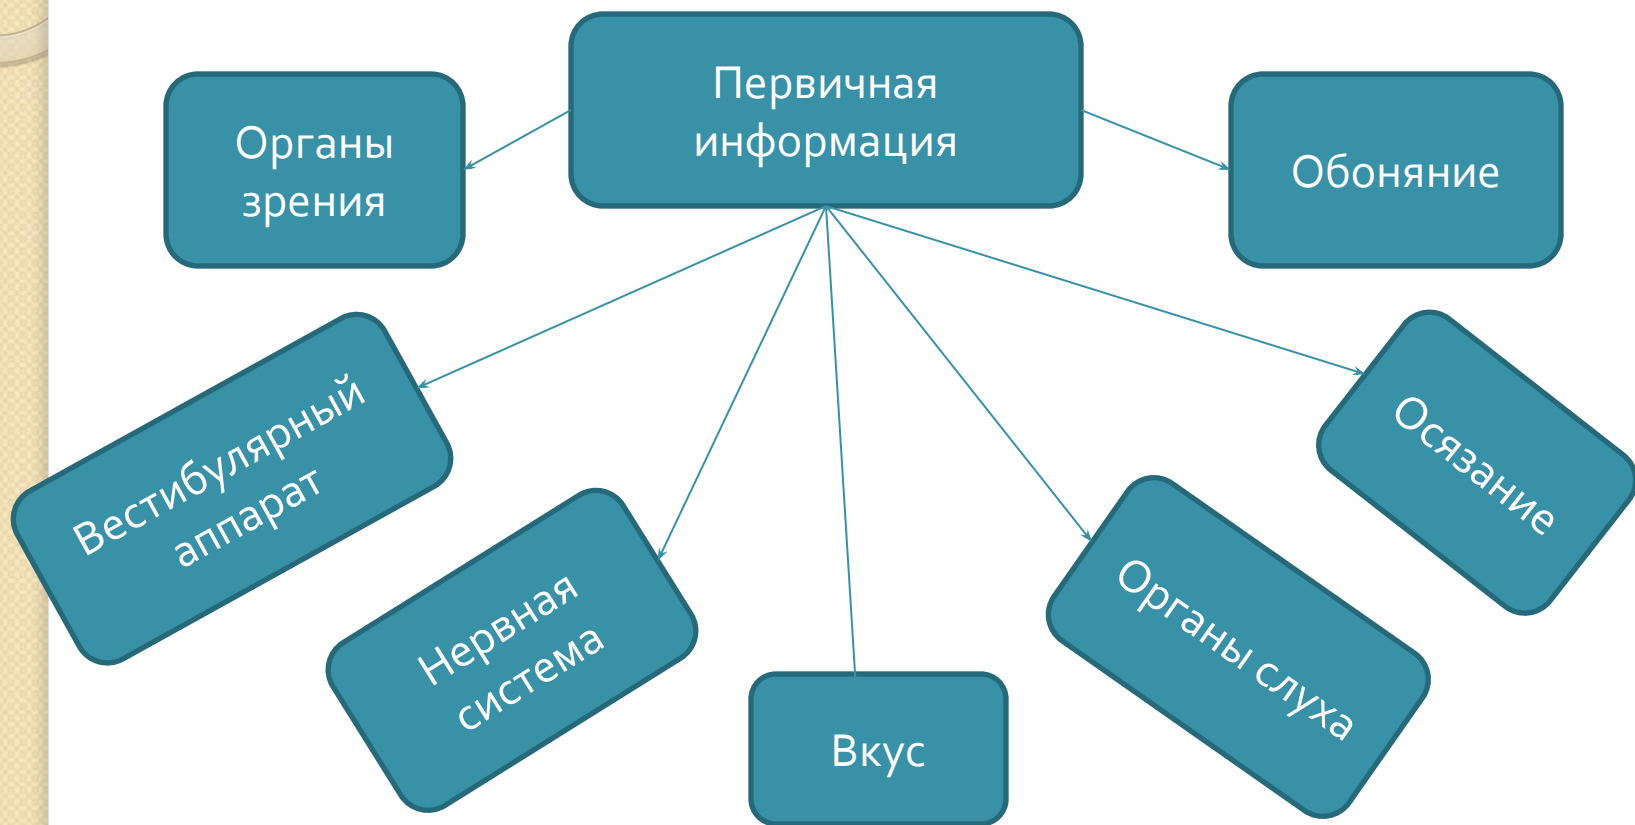 Первичная
информация
Органы
зрения
Обоняние
Вестибулярный
аппарат
Нервная
система
Вкус
Органы слуха
Осязание